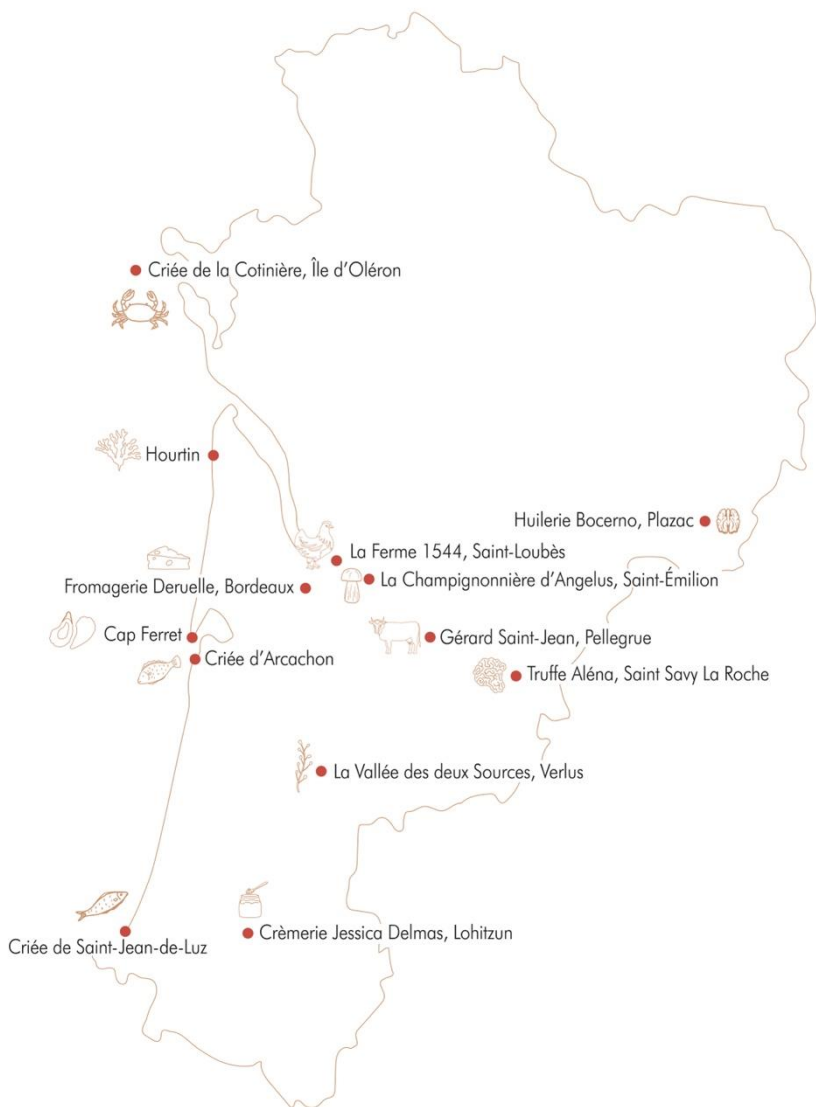 Criée de la Cotinière, Île d'Oléron
Hourtin
Huilerie Bocerno, Plazac
La Ferme 1544, Saint-Loubès
La Champignonnière d'Angelus, Saint-Émilion
Fromagerie Deruelle, Bordeaux
Cap Ferret
Gérard Saint-Jean, Pellegrue
Criée d'Arcachon
Truffe Aléna, Saint Savy La Roche
La Vallée des deux Sources, Verlus
Crèmerie Jessica Delmas, Lohitzun
Criée de Saint-Jean-de-Luz